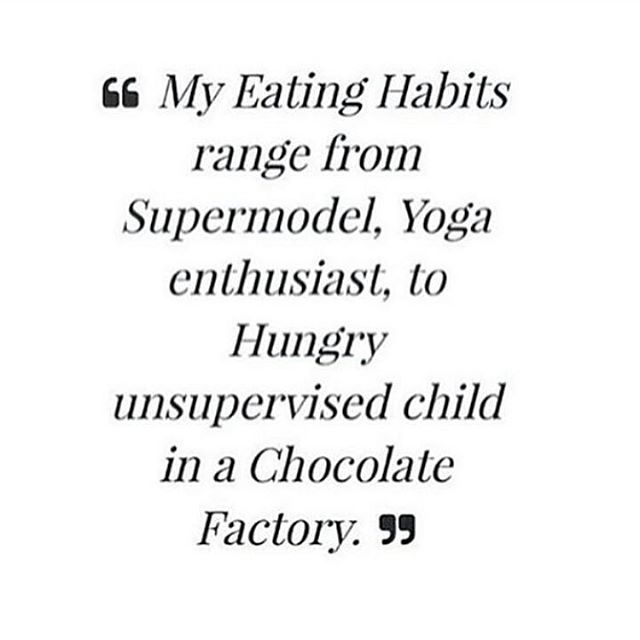 “ My Eating Habits
range from
Supermodel, Yoga
enthusiast, to
Hungry
unsupervised child
in a Chocolate
Factory. ”